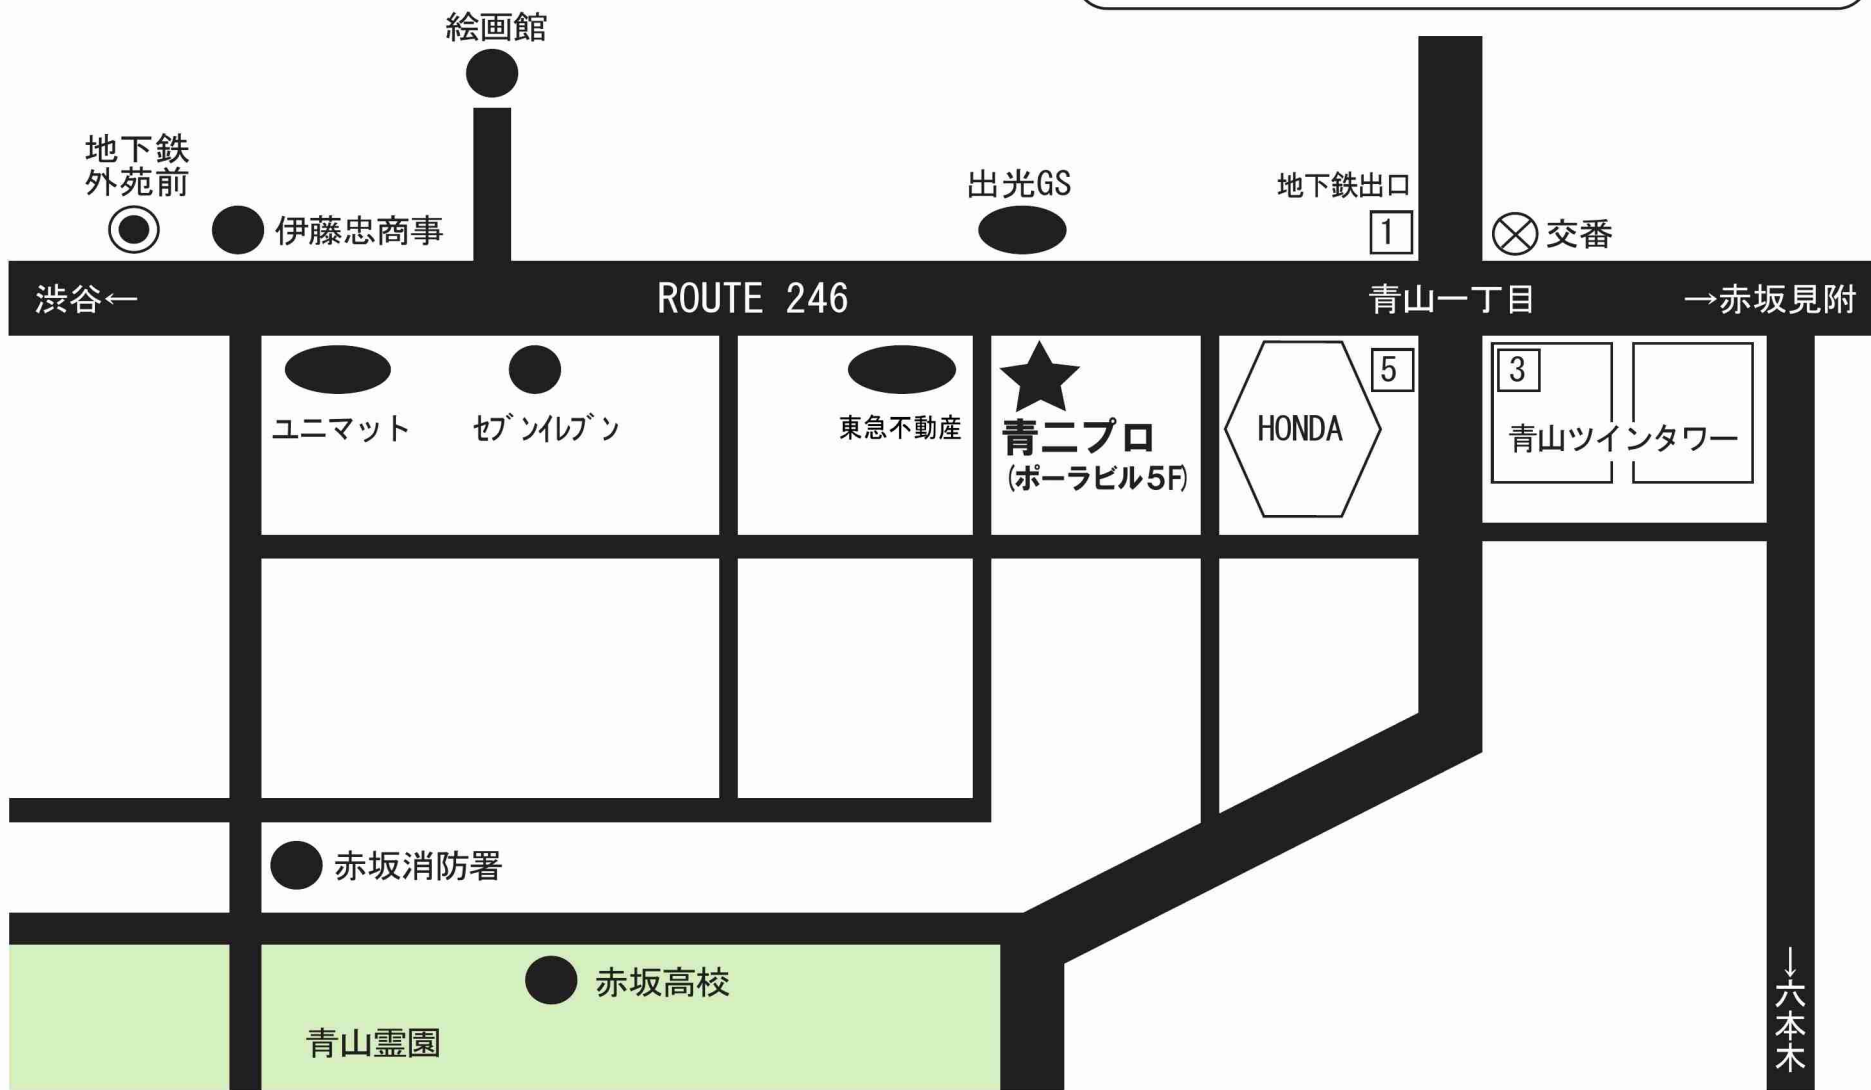 絵画館
地下鉄
外苑前
伊藤忠商事
出光GS
地下鉄出口
1
交番
渋谷←
ROUTE 246
青山一丁目
→赤坂見附
ユニマット
セブンイレブン
東急不動産
青二プロ
(ポーラビル5F)
HONDA
5
3
青山ツインタワー
赤坂消防署
赤坂高校
青山霊園
↓六本木